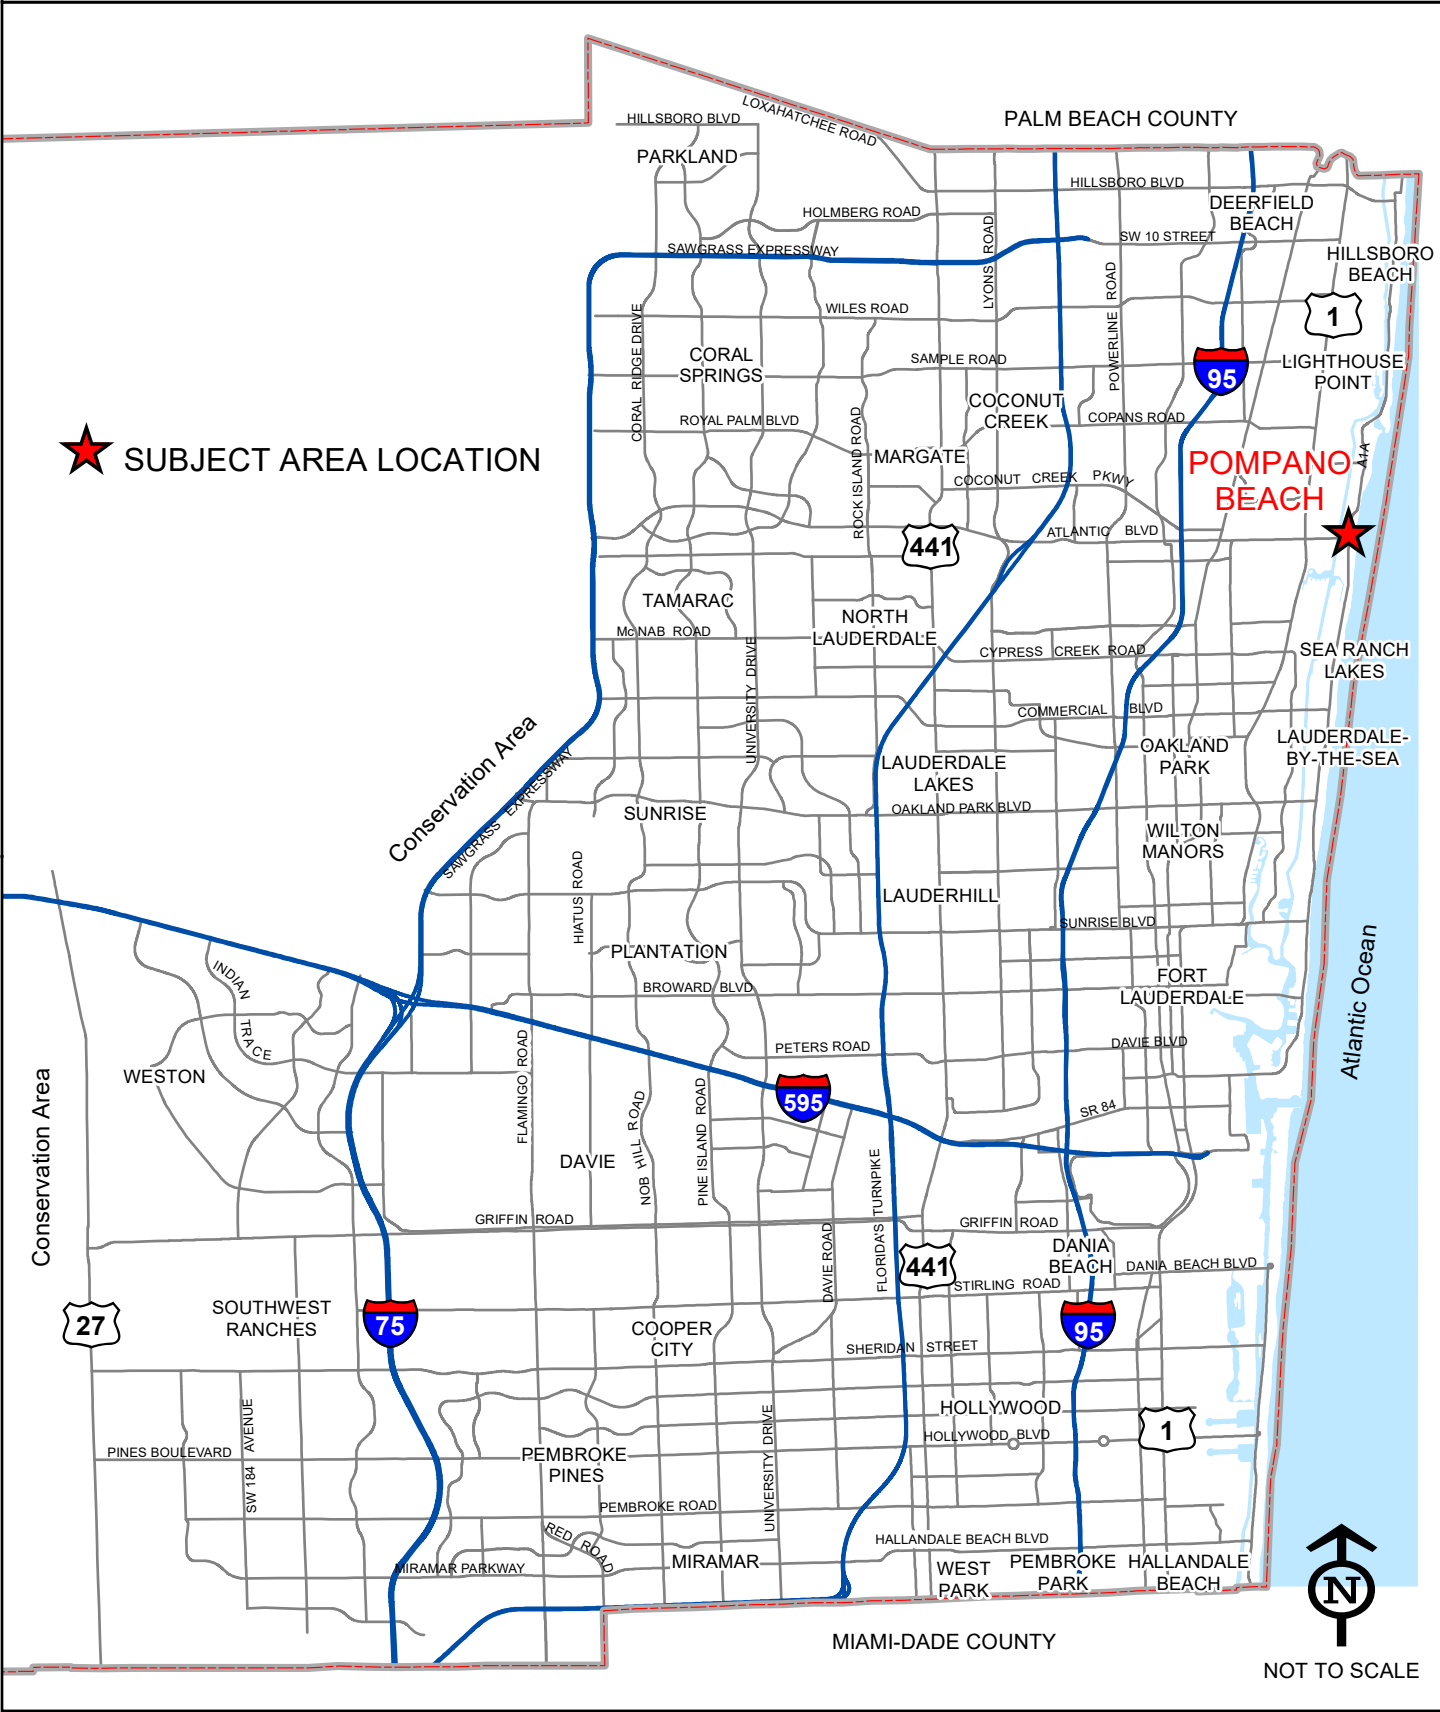 LOXAHATCHEE ROAD
HILLSBORO BLVD
PALM BEACH COUNTY
PARKLAND
HILLSBORO BLVD
DEERFIELD
BEACH
HOLMBERG ROAD
SW 10 STREET
SAWGRASS EXPRESSWAY
LYONS ROAD
HILLSBORO
BEACH
POWERLINE ROAD
WILES ROAD
1
CORAL RIDGE DRIVE
CORAL
SPRINGS
SAMPLE ROAD
95
LIGHTHOUSE
POINT
COCONUT
CREEK
ROYAL PALM BLVD
COPANS ROAD
ROCK ISLAND ROAD
MARGATE
A1A
SUBJECT AREA LOCATION
POMPANO
BEACH
COCONUT CREEK PKWY
441
ATLANTIC BLVD
TAMARAC
NORTH
LAUDERDALE
Mc NAB ROAD
UNIVERSITY DRIVE
CYPRESS CREEK ROAD
SEA RANCH
LAKES
COMMERCIAL BLVD
Conservation Area
SAWGRASS EXPRESSWAY
OAKLAND
PARK
LAUDERDALE-
BY-THE-SEA
LAUDERDALE
LAKES
OAKLAND PARK BLVD
SUNRISE
WILTON
MANORS
HIATUS ROAD
LAUDERHILL
SUNRISE BLVD
PLANTATION
Atlantic Ocean
INDIAN
TRACE
BROWARD BLVD
FORT
LAUDERDALE
FLAMINGO ROAD
PETERS ROAD
DAVIE BLVD
WESTON
Conservation Area
595
SR 84
NOB HILL ROAD
PINE ISLAND ROAD
DAVIE
FLORIDA'S TURNPIKE
GRIFFIN ROAD
GRIFFIN ROAD
DAVIE ROAD
441
DANIA
BEACH
DANIA BEACH BLVD
STIRLING ROAD
27
SOUTHWEST
RANCHES
75
COOPER
CITY
95
SHERIDAN STREET
SW 184 AVENUE
UNIVERSITY DRIVE
HOLLYWOOD
HOLLYWOOD BLVD
1
PINES BOULEVARD
PEMBROKE
PINES
PEMBROKE ROAD
RED ROAD
HALLANDALE BEACH BLVD
MIRAMAR PARKWAY
MIRAMAR
WEST
PARK
PEMBROKE
PARK
HALLANDALE
BEACH
N
MIAMI-DADE COUNTY
NOT TO SCALE